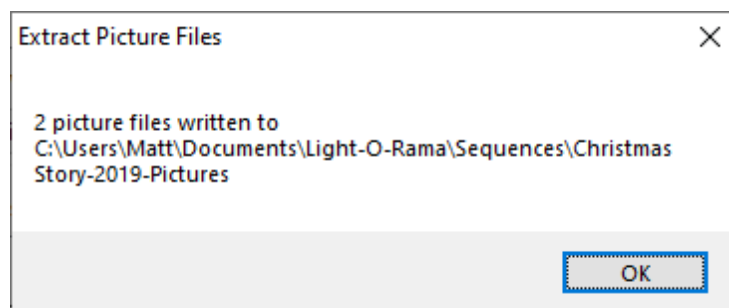 Extract Picture Files
2 picture files written to
C:\Users\Matt\Documents\Light-O-Rama\Sequences\Christmas
Story-2019-Pictures
OK